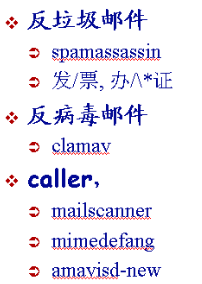 反垃圾邮件
spamassassin
发/票, 办/\*证
反病毒邮件
clamav
caller,
mailscanner
mimedefang
amavisd-new